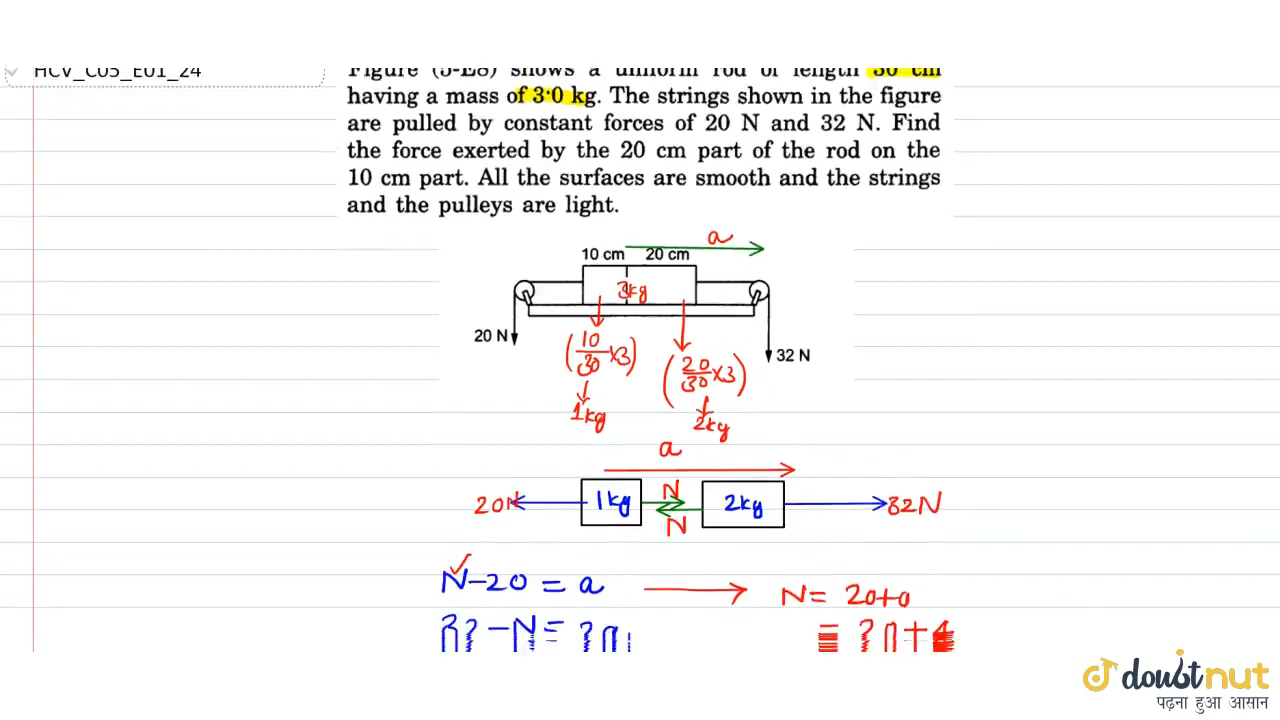 HCV_C05_E01_24
Figure (5-E8) shows a uniform rod of length 30 cm
having a mass of 3·0 kg. The strings shown in the figure
are pulled by constant forces of 20 N and 32 N. Find
the force exerted by the 20 cm part of the rod on the
10 cm part. All the surfaces are smooth and the strings
and the pulleys are light.
a
10 cm 20 cm
3kg
20 N
(10/30 ×3)
(20/30 ×3)
32 N
1kg
2kg
a
20N 1kg N 2kg 32N
N
N-20 = a
N = 20+a
32 -N = 2a
= 20+4
doubtnut
पढ़ना हुआ आसान